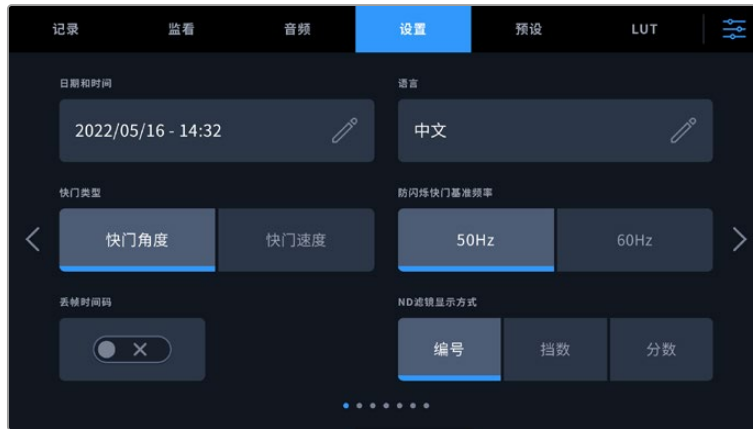 记录 监看 音频 设置 预设 LUT
日期和时间 语言
2022/05/16 - 14:32 中文
快门类型 防闪烁快门基准频率
快门角度 快门速度 50Hz 60Hz
丢帧时间码 ND滤镜显示方式
编号 挡数 分数